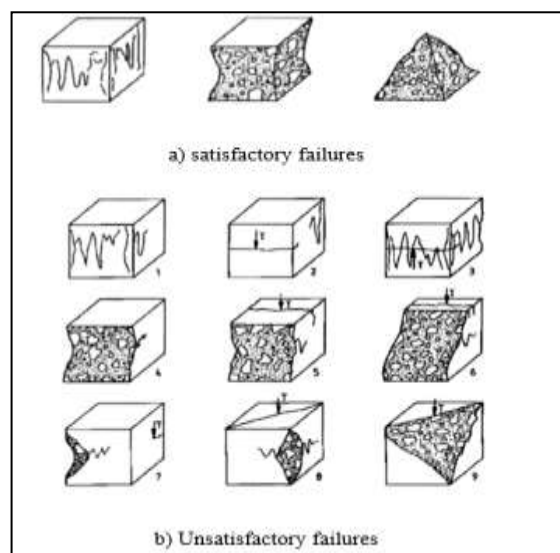 a) satisfactory failures
1 2 3
T T
4 5 6
T T
7 8 9
T T T
b) Unsatisfactory failures